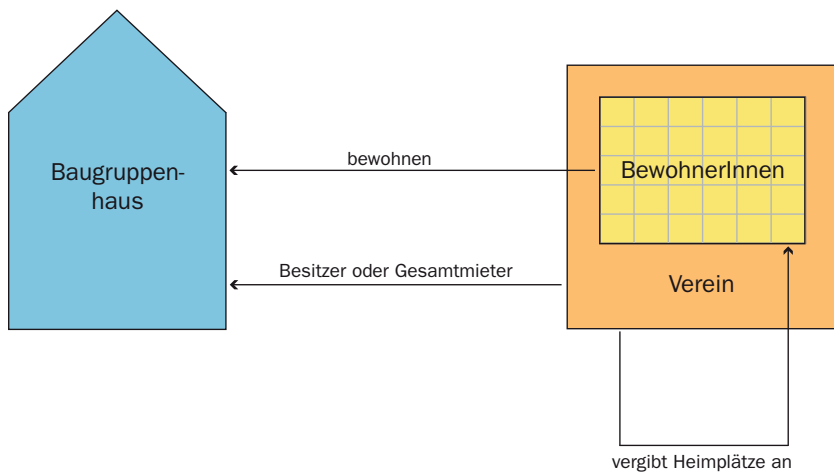 Baugruppen-
haus
bewohnen
BewohnerInnen
Besitzer oder Gesamtmieter
Verein
vergibt Heimplätze an